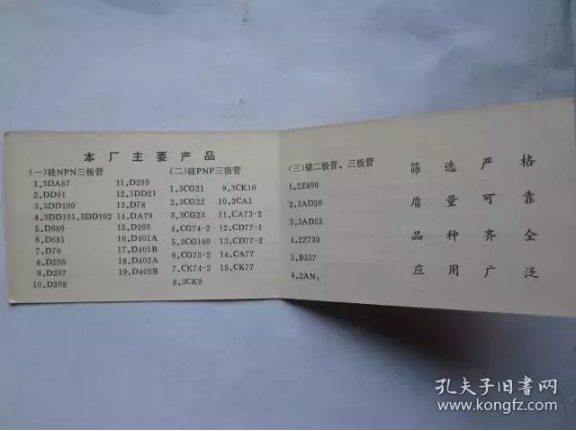 本厂主要产品
(一)硅NPN三极管
1.3DA87
2.DD01
3.3DD100
4.3DD101,3DD102
5.D880
6.D681
7.D76
8.D206
9.D207
10.D208
11.D209
12.3DD21
13.D78
14.DA79
15.D205
16.D401A
17.D401B
18.D402A
19.D402B
(二)硅PNP三极管
1.3CG21
2.3CG22
3.3CG23
4.CG74-2
5.3CG180
6.CG75-2
7.CK74-2
8.3CK9
9.3CK10
10.3CA1
11.CA73-2
12.CD77-1
13.CD77-2
14.CA77
15.CK77
(三)锗二极管、三极管
1.2Z800
2.3AD50
3.3AD53
4.2Z730
5.B337
6.2AN
筛选严格
质量可靠
品种齐全
应用广泛
孔夫子旧书网
www.kongfz.com